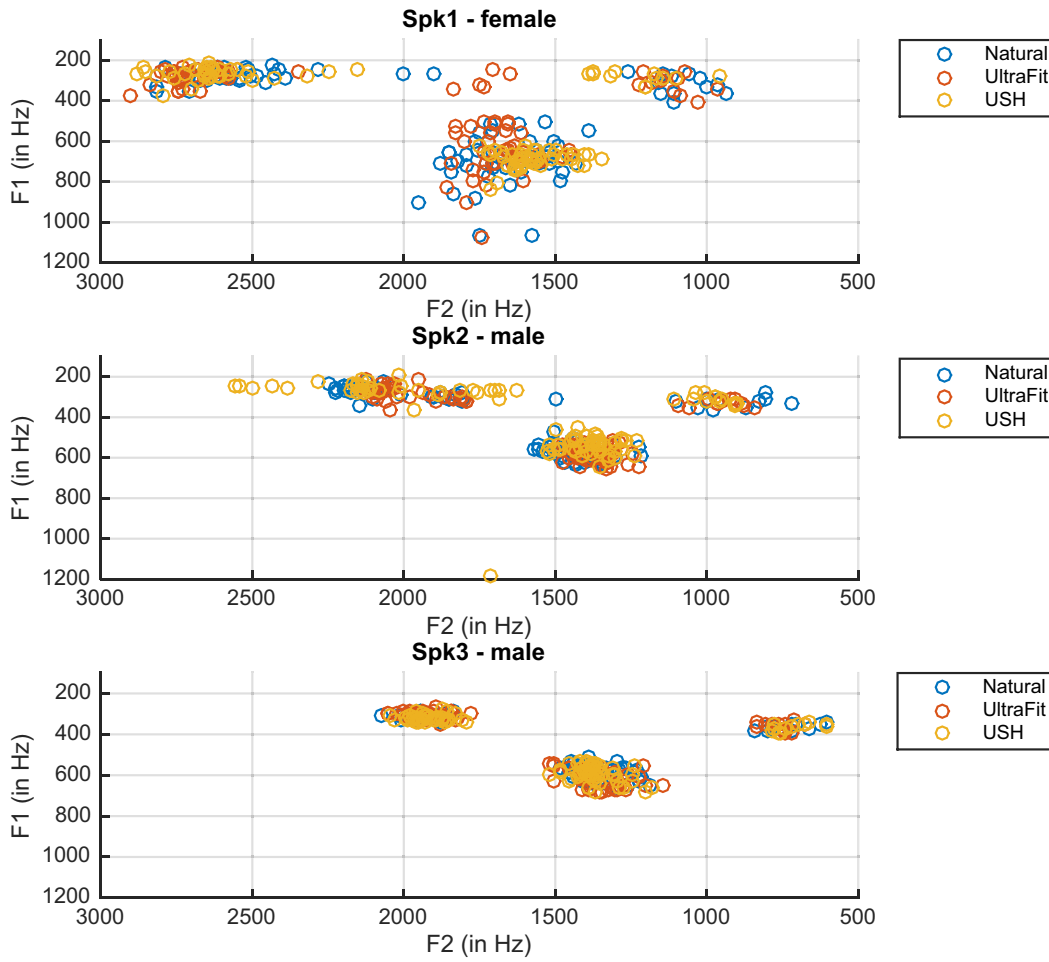 Spk1 - female
200
400
600
800
1000
1200
F1 (in Hz)
3000 2500 2000 1500 1000 500
F2 (in Hz)
Natural
UltraFit
USH
Spk2 - male
200
400
600
800
1000
1200
F1 (in Hz)
3000 2500 2000 1500 1000 500
F2 (in Hz)
Natural
UltraFit
USH
Spk3 - male
200
400
600
800
1000
1200
F1 (in Hz)
3000 2500 2000 1500 1000 500
F2 (in Hz)
Natural
UltraFit
USH